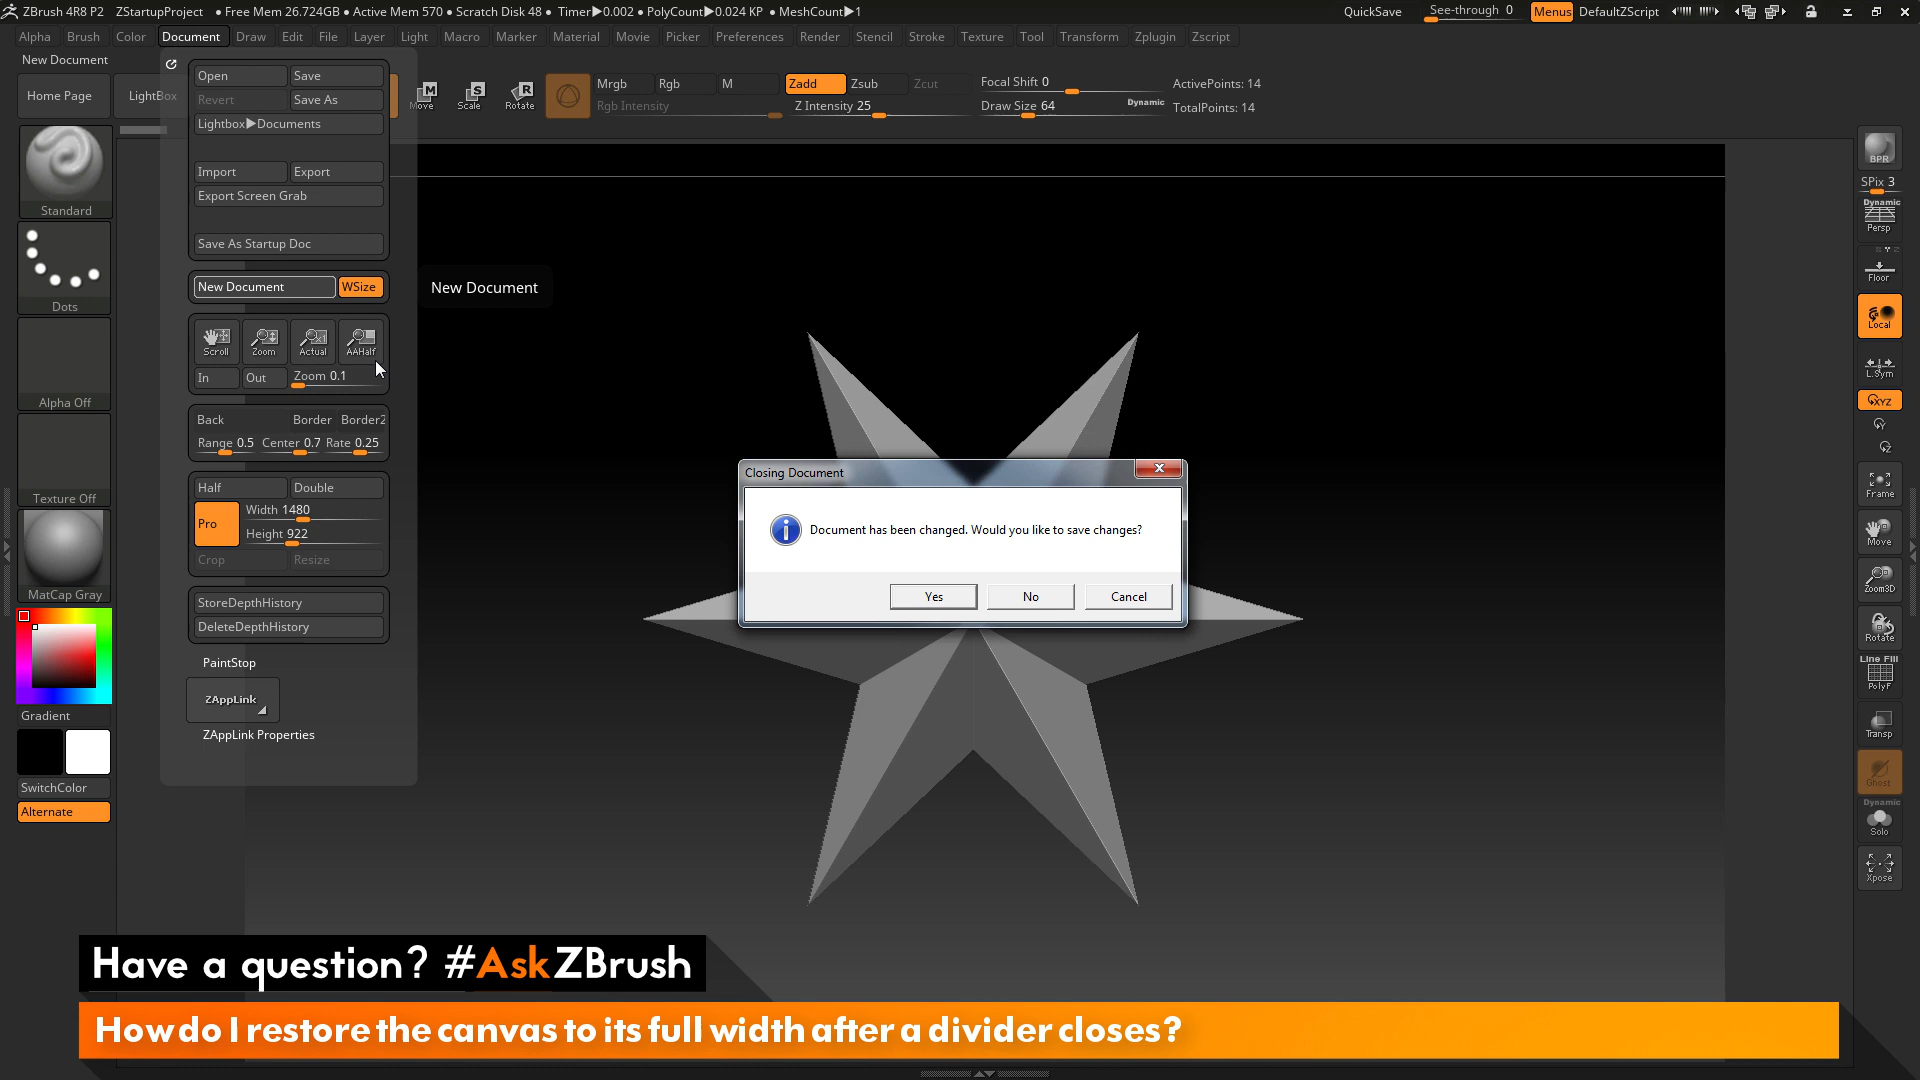 ZBrush 4R8 P2 ZStartupProject • Free Mem 26.724GB • Active Mem 570 • Scratch Disk 48 • Timer▶0.002 • PolyCount▶0.024 KP • MeshCount▶1 QuickSave See-through 0 Menus DefaultZScript
Alpha Brush Color Document Draw Edit File Layer Light Macro Marker Material Movie Picker Preferences Render Stencil Stroke Texture Tool Transform Zplugin Zscript
New Document
Home Page LightBox Move Scale Rotate
Mrgb Rgb M Zadd Zsub Zcut Focal Shift 0 ActivePoints: 14
Rgb Intensity Z Intensity 25 Draw Size 64 Dynamic TotalPoints: 14
Open Save
Revert Save As
Lightbox▶Documents
Import Export
Export Screen Grab
Save As Startup Doc
New Document WSize
New Document
Scroll Zoom Actual AAHalf
In Out Zoom 0.1
Back Border Border2
Range 0.5 Center 0.7 Rate 0.25
Half Double
Pro Width 1480
Height 922
Crop Resize
StoreDepthHistory
DeleteDepthHistory
PaintStop
ZAppLink
ZAppLink Properties
Standard
Dots
Alpha Off
Texture Off
MatCap Gray
Gradient
SwitchColor
Alternate
Closing Document
Document has been changed. Would you like to save changes?
Yes No Cancel
BPR
SPix 3
Dynamic
Persp
Floor
Local
L.Sym
XYZ
Y
Z
Frame
Move
Zoom3D
Rotate
Line Fill
PolyF
Transp
Ghost
Dynamic
Solo
Xpose
Have a question? #AskZBrush
How do I restore the canvas to its full width after a divider closes?